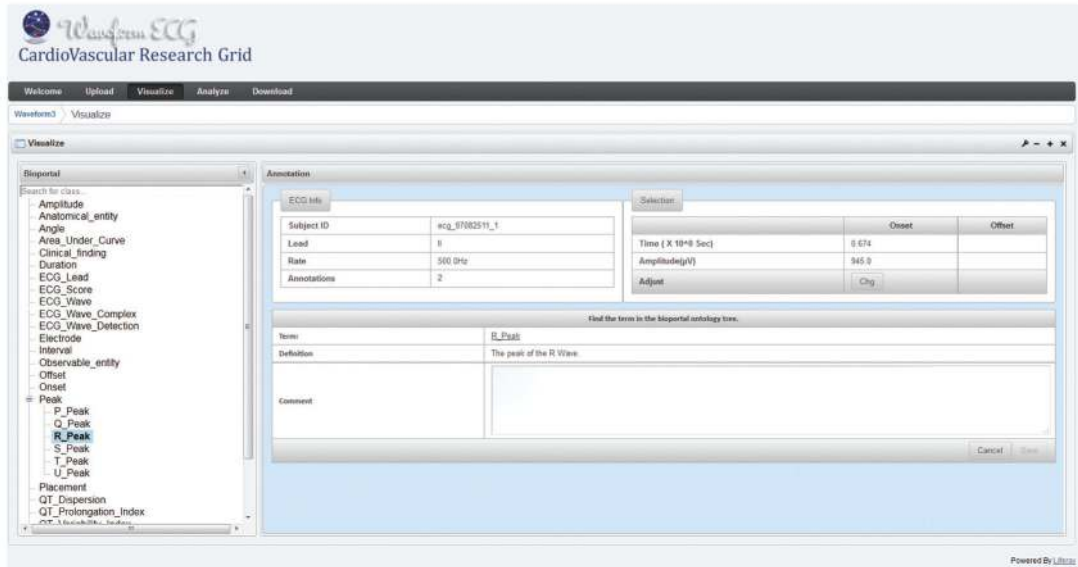 Waveform ECG
CardioVascular Research Grid
Welcome Upload Visualize Analyze Download
Waveform3 Visualize
Visualize
Bioportal
Search for class...
Amplitude
Anatomical_entity
Angle
Area_Under_Curve
Clinical_finding
Duration
ECG_Lead
ECG_Score
ECG_Wave
ECG_Wave_Complex
ECG_Wave_Detection
Electrode
Interval
Observable_entity
Offset
Onset
Peak
P_Peak
Q_Peak
R_Peak
S_Peak
T_Peak
U_Peak
Placement
QT_Dispersion
QT_Prolongation_Index
Annotation
ECG Info
Subject ID ecg_97082511_1
Lead II
Rate 500.0Hz
Annotations 2
Selection
Onset Offset
Time ( X 10^0 Sec) 0.674
Amplitude(μV) 945.0
Adjust Chg
Find the term in the bioportal ontology tree.
Term: R_Peak
Definition The peak of the R Wave.
Comment
Cancel Save
Powered By Liferay